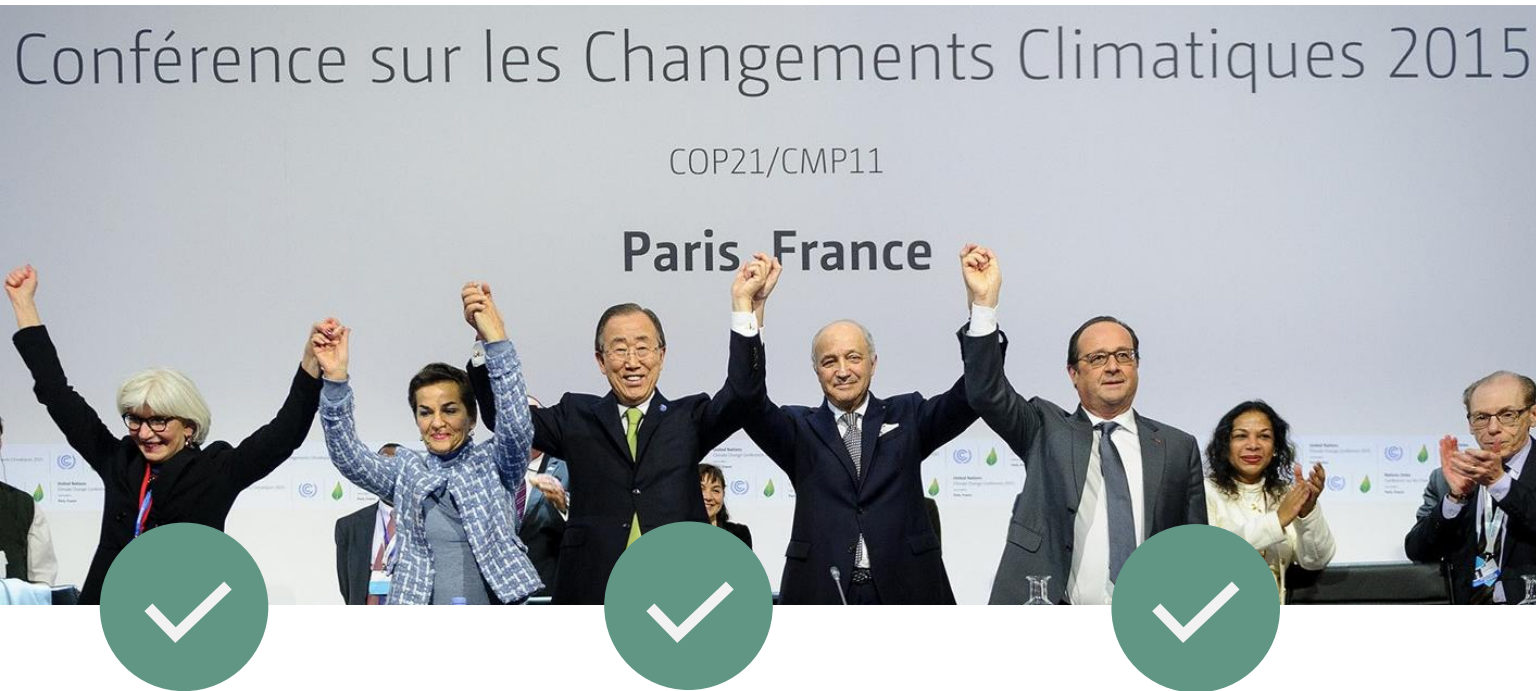 Conférence sur les Changements Climatiques 2015
COP21/CMP11
Paris, France